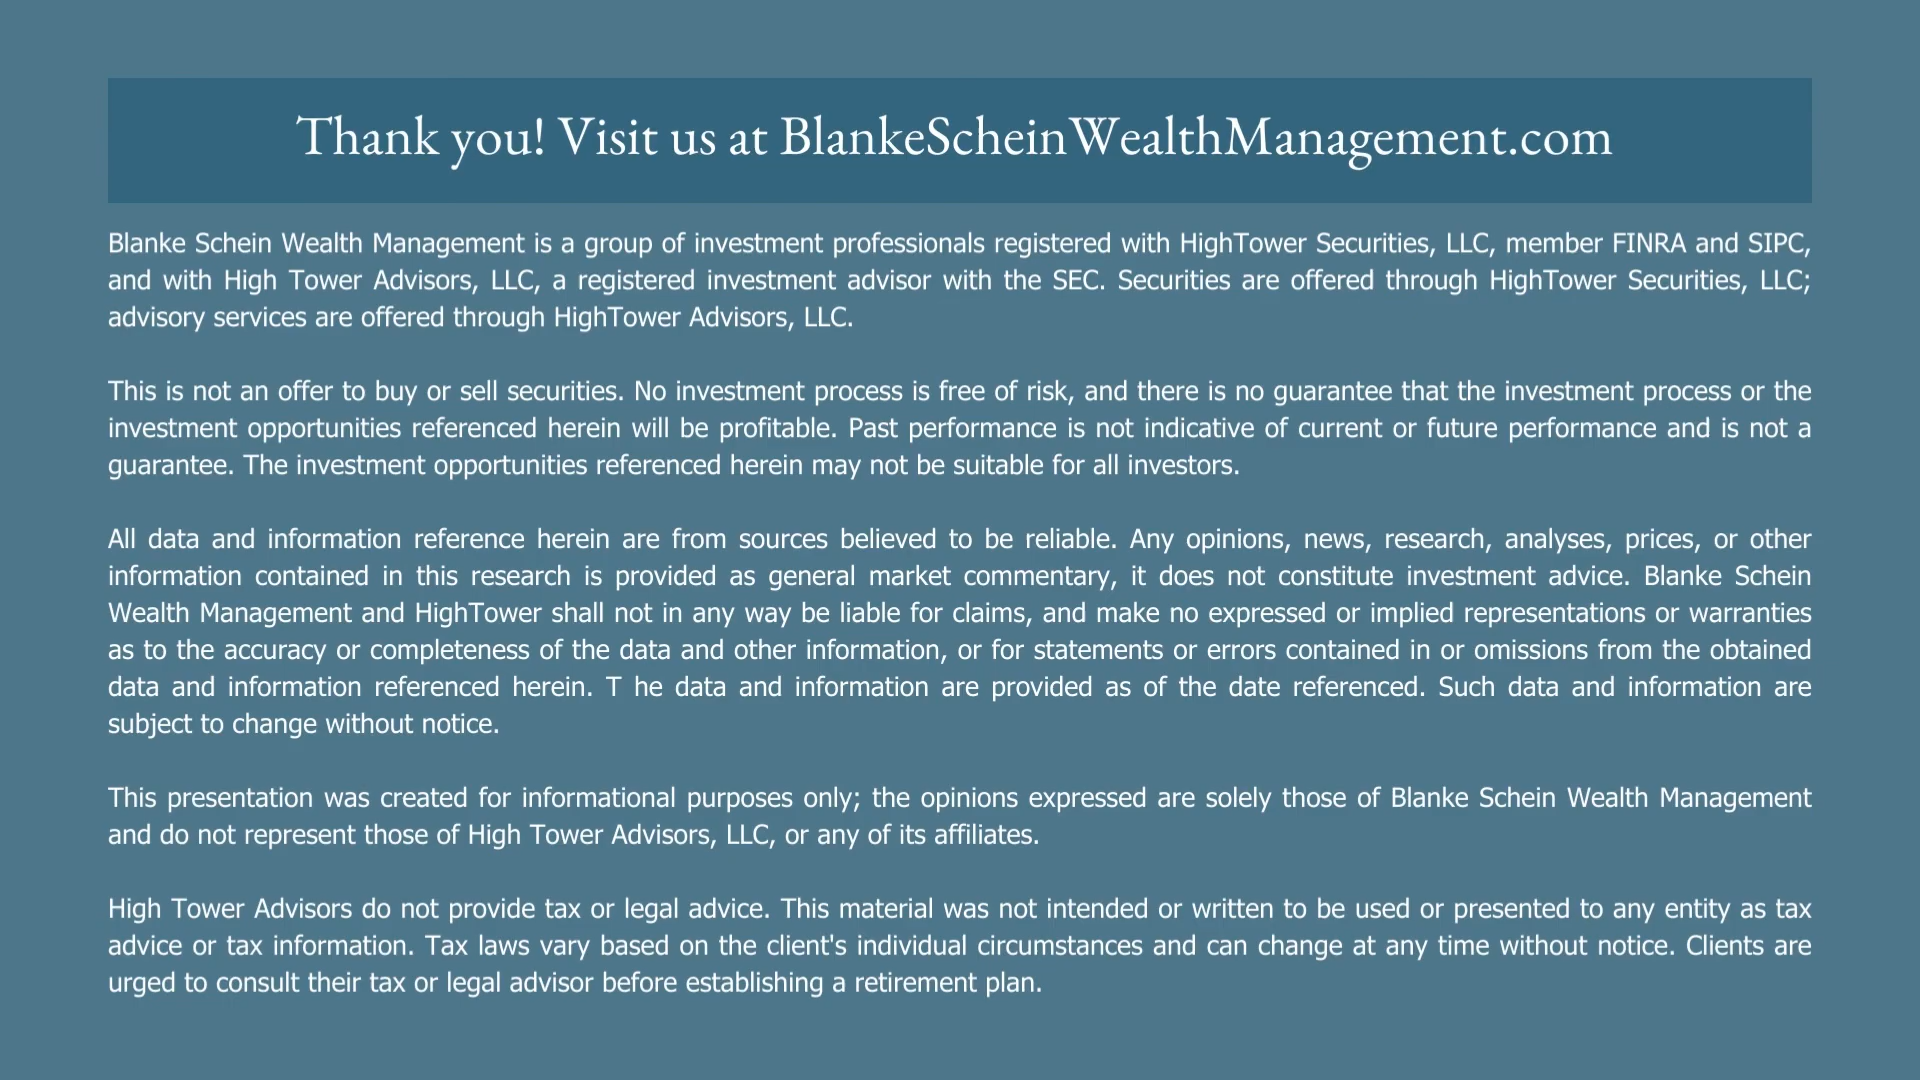 Thank you! Visit us at BlankeScheinWealthManagement.com
Blanke Schein Wealth Management is a group of investment professionals registered with HighTower Securities, LLC, member FINRA and SIPC,
and with High Tower Advisors, LLC, a registered investment advisor with the SEC. Securities are offered through HighTower Securities, LLC;
advisory services are offered through HighTower Advisors, LLC.
This is not an offer to buy or sell securities. No investment process is free of risk, and there is no guarantee that the investment process or the
investment opportunities referenced herein will be profitable. Past performance is not indicative of current or future performance and is not a
guarantee. The investment opportunities referenced herein may not be suitable for all investors.
All data and information reference herein are from sources believed to be reliable. Any opinions, news, research, analyses, prices, or other
information contained in this research is provided as general market commentary, it does not constitute investment advice. Blanke Schein
Wealth Management and HighTower shall not in any way be liable for claims, and make no expressed or implied representations or warranties
as to the accuracy or completeness of the data and other information, or for statements or errors contained in or omissions from the obtained
data and information referenced herein. T he data and information are provided as of the date referenced. Such data and information are
subject to change without notice.
This presentation was created for informational purposes only; the opinions expressed are solely those of Blanke Schein Wealth Management
and do not represent those of High Tower Advisors, LLC, or any of its affiliates.
High Tower Advisors do not provide tax or legal advice. This material was not intended or written to be used or presented to any entity as tax
advice or tax information. Tax laws vary based on the client's individual circumstances and can change at any time without notice. Clients are
urged to consult their tax or legal advisor before establishing a retirement plan.